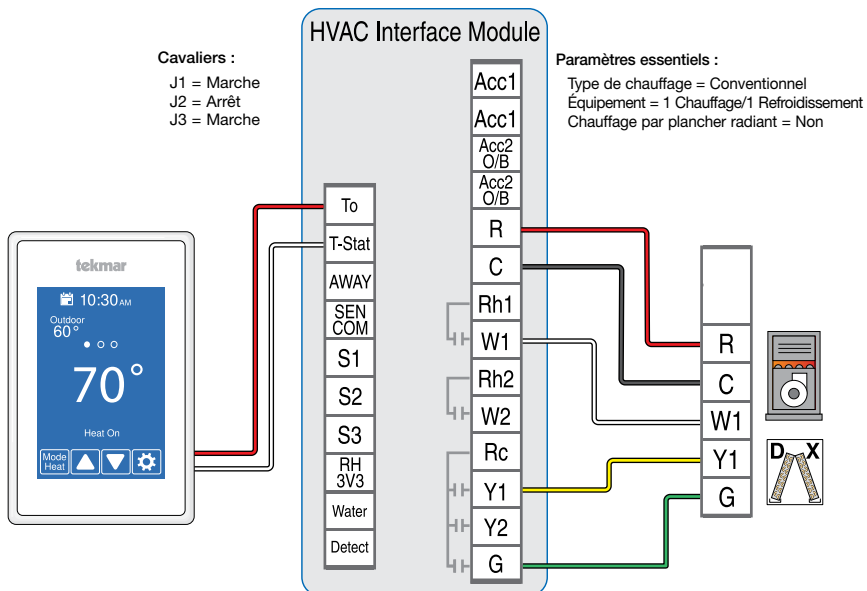 HVAC Interface Module
Cavaliers :
J1 = Marche
J2 = Arrêt
J3 = Marche
Paramètres essentiels :
Type de chauffage = Conventionnel
Équipement = 1 Chauffage/1 Refroidissement
Chauffage par plancher radiant = Non
tekmar
10:30 AM
Outdoor
60°
70°
Heat On
Mode
Heat
To
T-Stat
AWAY
SEN
COM
S1
S2
S3
RH
3V3
Water
Detect
Acc1
Acc1
Acc2
O/B
Acc2
O/B
R
C
Rh1
W1
Rh2
W2
Rc
Y1
Y2
G
R
C
W1
Y1
G
D X